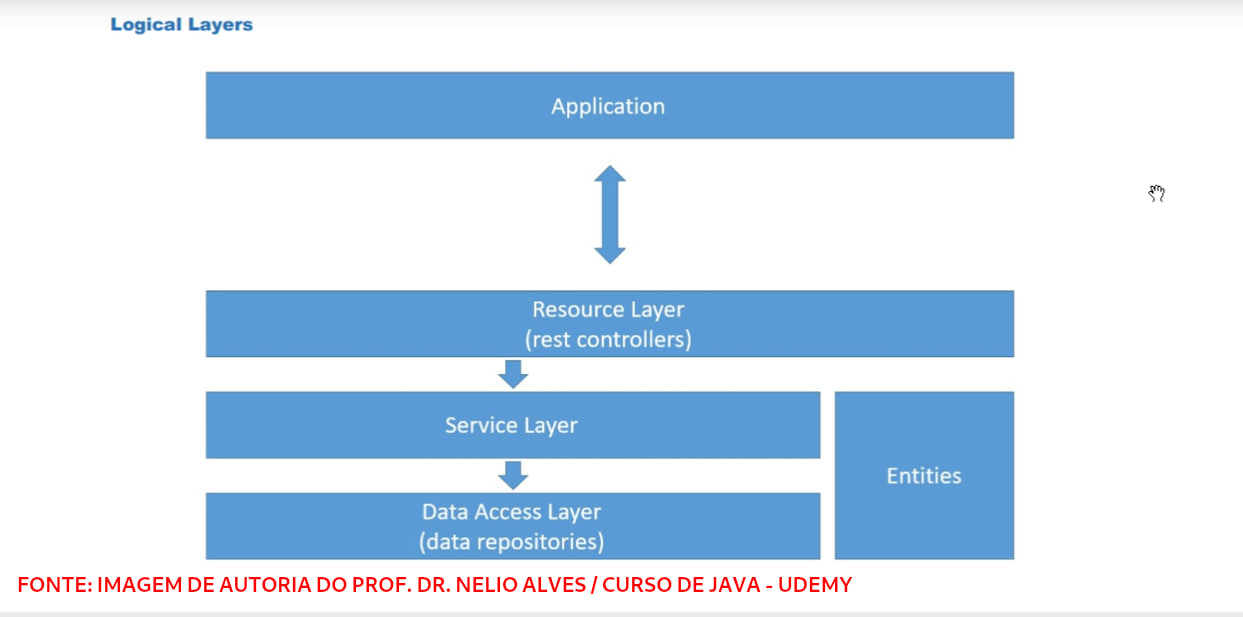 Logical Layers
Application
Resource Layer
(rest controllers)
Service Layer
Entities
Data Access Layer
(data repositories)
FONTE: IMAGEM DE AUTORIA DO PROF. DR. NELIO ALVES / CURSO DE JAVA - UDEMY